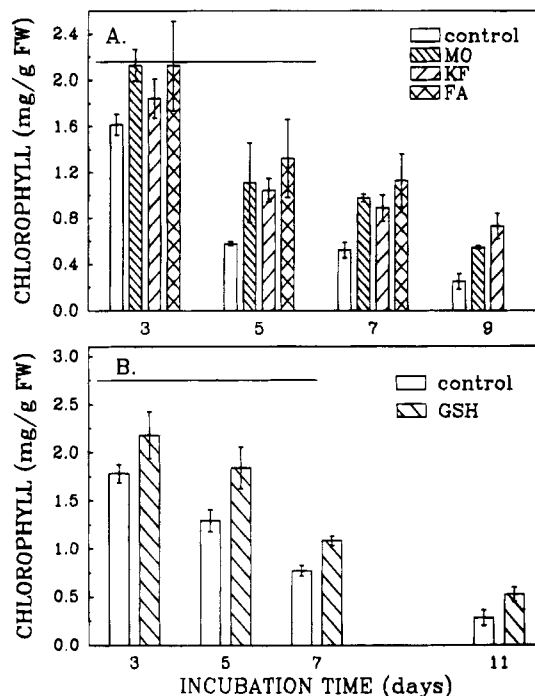 A.
control
MO
KF
FA
CHLOROPHYLL (mg/g FW)
2.4
2.0
1.6
1.2
0.8
0.4
0.0
3 5 7 9
B.
control
GSH
CHLOROPHYLL (mg/g FW)
3.0
2.5
2.0
1.5
1.0
0.5
0.0
3 5 7 11
INCUBATION TIME (days)